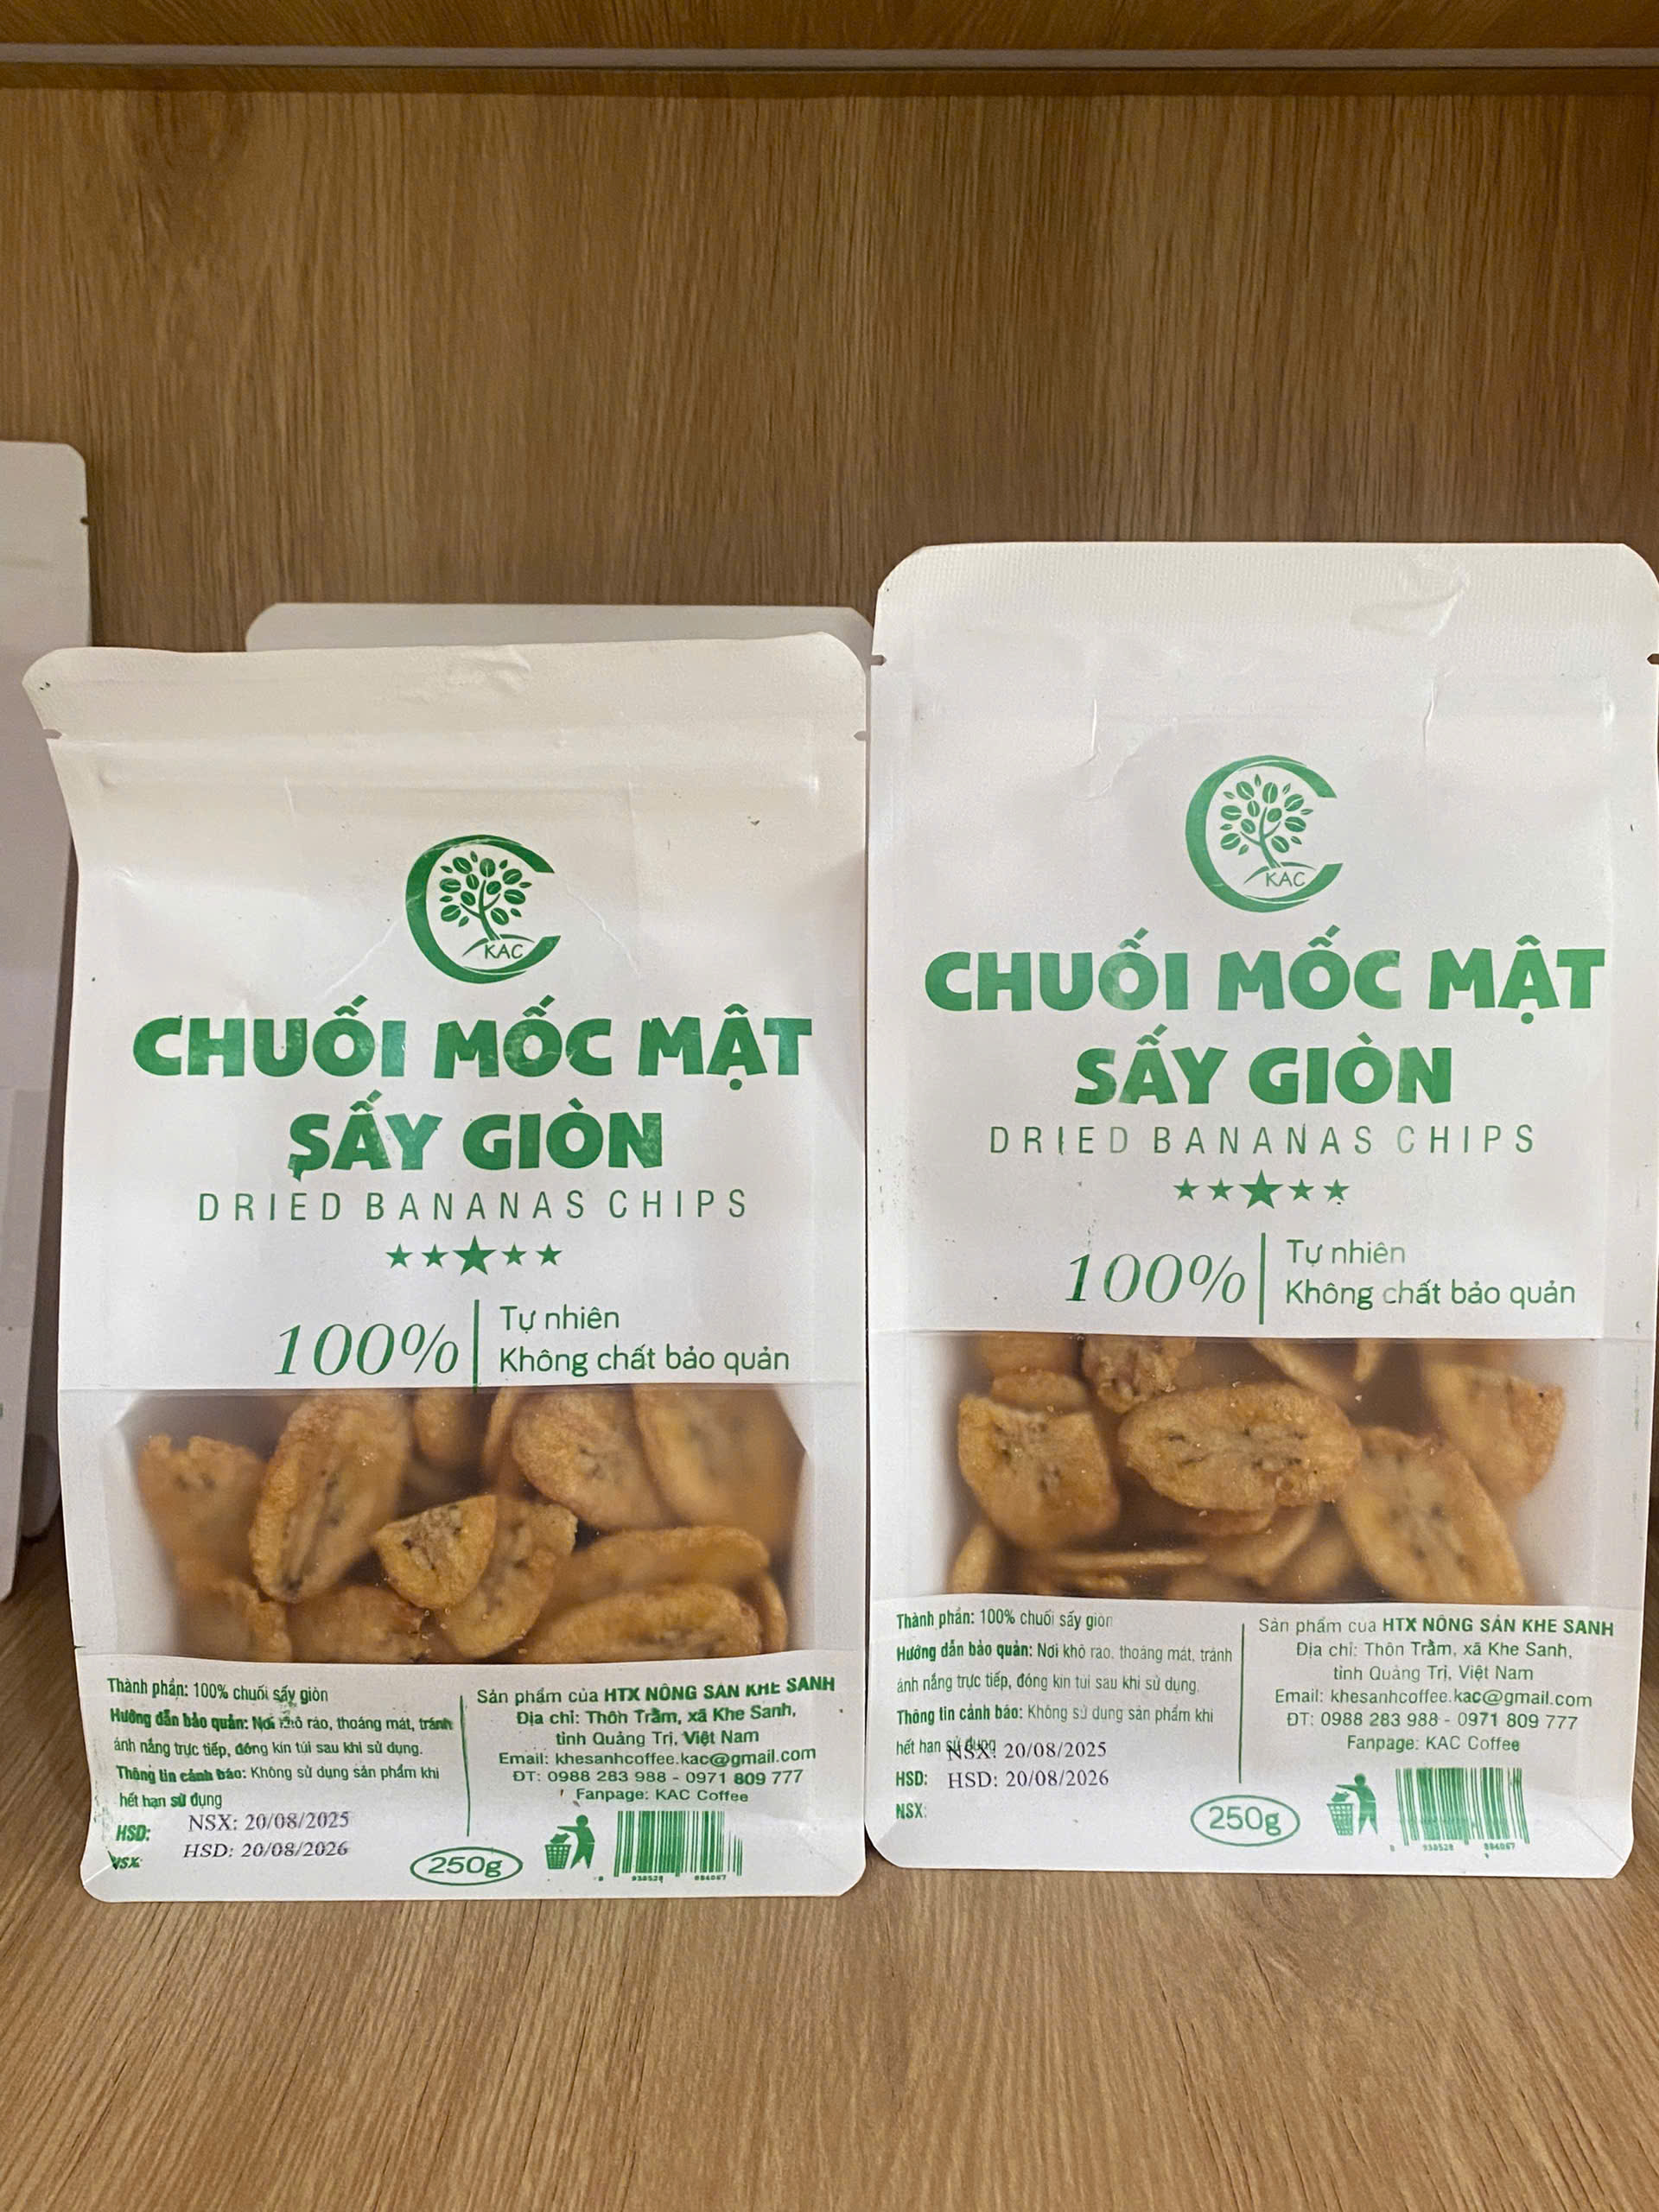 KAC
CHUỐI MỐC MẬT
SẤY GIÒN
DRIED BANANAS CHIPS
100%
Tự nhiên
Không chất bảo quản
Thành phần: 100% chuối sấy giòn
Hướng dẫn bảo quản: Nơi khô ráo, thoáng mát, tránh
ánh nắng trực tiếp, đóng kín túi sau khi sử dụng.
Thông tin cảnh báo: Không sử dụng sản phẩm khi
hết hạn sử dụng
HSD:
NSX:
NSX: 20/08/2025
HSD: 20/08/2026
Sản phẩm của HTX NÔNG SẢN KHE SANH
Địa chỉ: Thôn Trằm, xã Khe Sanh,
tỉnh Quảng Trị, Việt Nam
Email: khesanhcoffee.kac@gmail.com
ĐT: 0988 283 988 - 0971 809 777
Fanpage: KAC Coffee
250g
KAC
CHUỐI MỐC MẬT
SẤY GIÒN
DRIED BANANAS CHIPS
100%
Tự nhiên
Không chất bảo quản
Thành phần: 100% chuối sấy giòn
Hướng dẫn bảo quản: Nơi khô ráo, thoáng mát, tránh
ánh nắng trực tiếp, đóng kín túi sau khi sử dụng.
Thông tin cảnh báo: Không sử dụng sản phẩm khi
hết hạn sử dụng
NSX: 20/08/2025
HSD: HSD: 20/08/2026
NSX:
Sản phẩm của HTX NÔNG SẢN KHE SANH
Địa chỉ: Thôn Trằm, xã Khe Sanh,
tỉnh Quảng Trị, Việt Nam
Email: khesanhcoffee.kac@gmail.com
ĐT: 0988 283 988 - 0971 809 777
Fanpage: KAC Coffee
250g